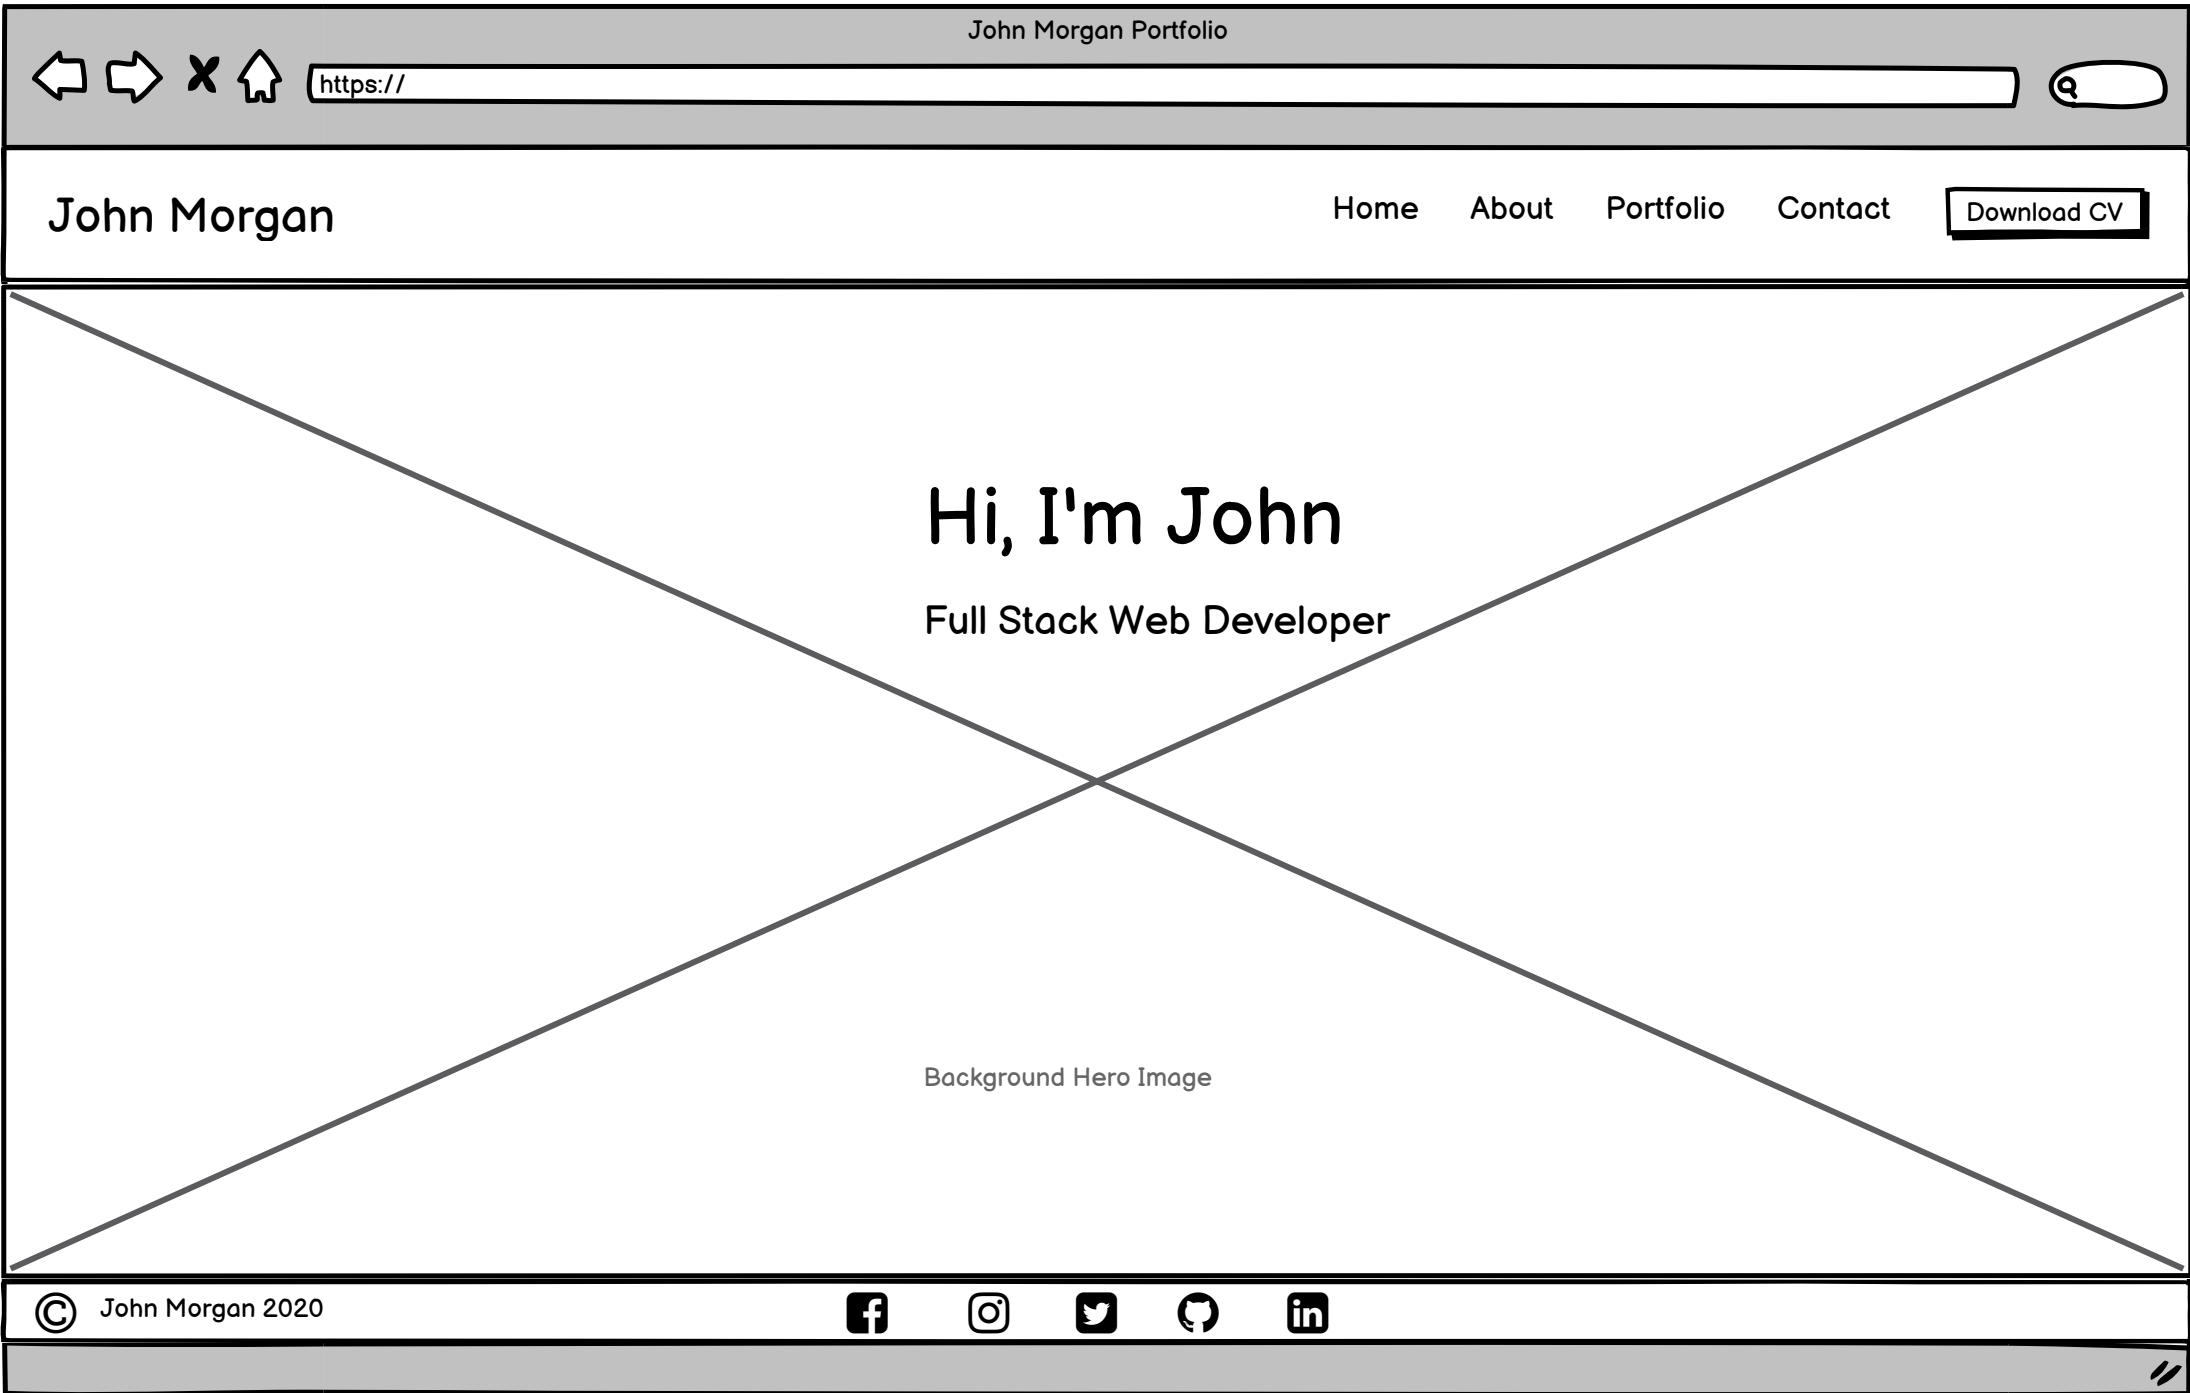 John Morgan Portfolio
https://
John Morgan
Home About Portfolio Contact Download CV
Hi, I'm John
Full Stack Web Developer
Background Hero Image
© John Morgan 2020